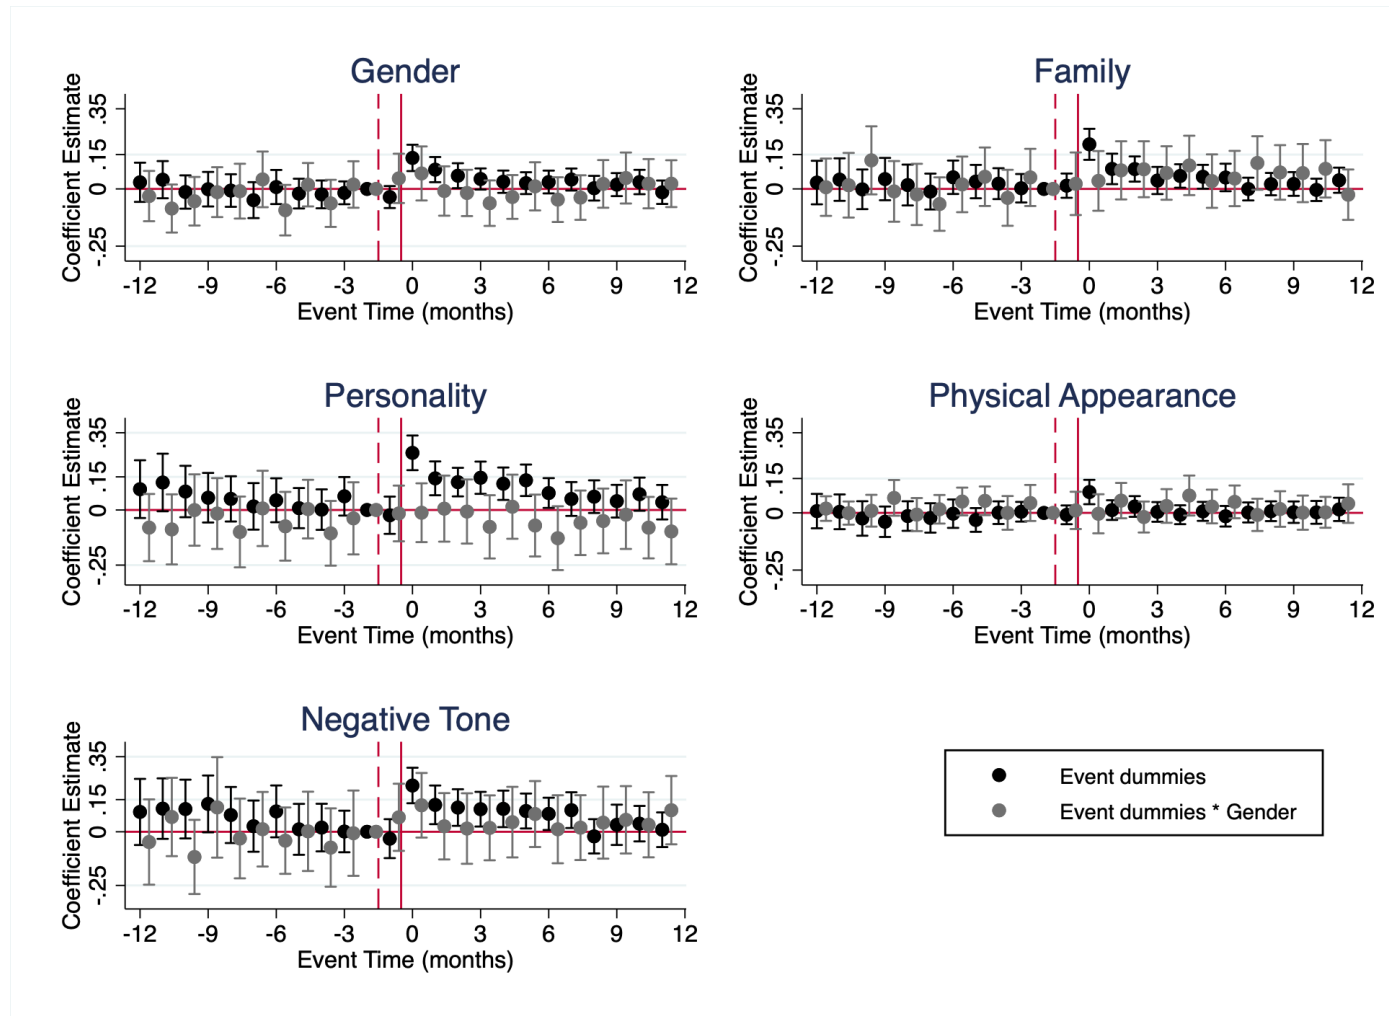 Gender
Coefficient Estimate
.35
.15
0
-.25
-12 -9 -6 -3 0 3 6 9 12
Event Time (months)
Family
Coefficient Estimate
.35
.15
0
-.25
-12 -9 -6 -3 0 3 6 9 12
Event Time (months)
Personality
Coefficient Estimate
.35
.15
0
-.25
-12 -9 -6 -3 0 3 6 9 12
Event Time (months)
Physical Appearance
Coefficient Estimate
.35
.15
0
-.25
-12 -9 -6 -3 0 3 6 9 12
Event Time (months)
Negative Tone
Coefficient Estimate
.35
.15
0
-.25
-12 -9 -6 -3 0 3 6 9 12
Event Time (months)
Event dummies
Event dummies * Gender